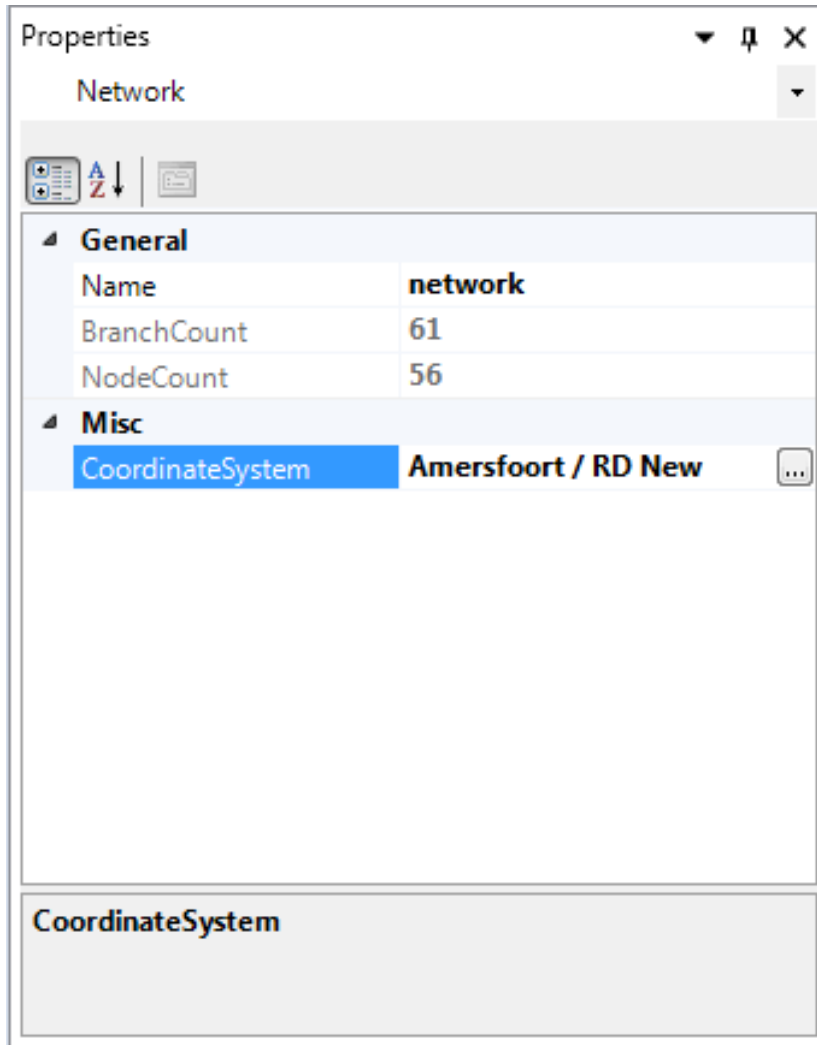 Properties
Network
A
Z
General
Name network
BranchCount 61
NodeCount 56
Misc
CoordinateSystem Amersfoort / RD New ...
CoordinateSystem